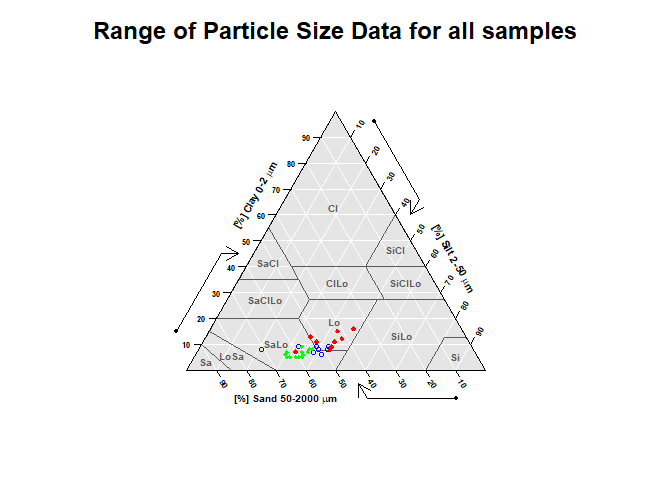 Range of Particle Size Data for all samples
90
10
80
20
70
30
[%] Clay 0-2 μm
60
Cl
40
[%] Silt 2-50 μm
50
50
SiCl
SaCl
60
40
ClLo
SiClLo
70
30
SaClLo
80
20
Lo
SaLo
SiLo
90
10
LoSa
Si
Sa
90
80
70
60
50
40
30
20
10
[%] Sand 50-2000 μm